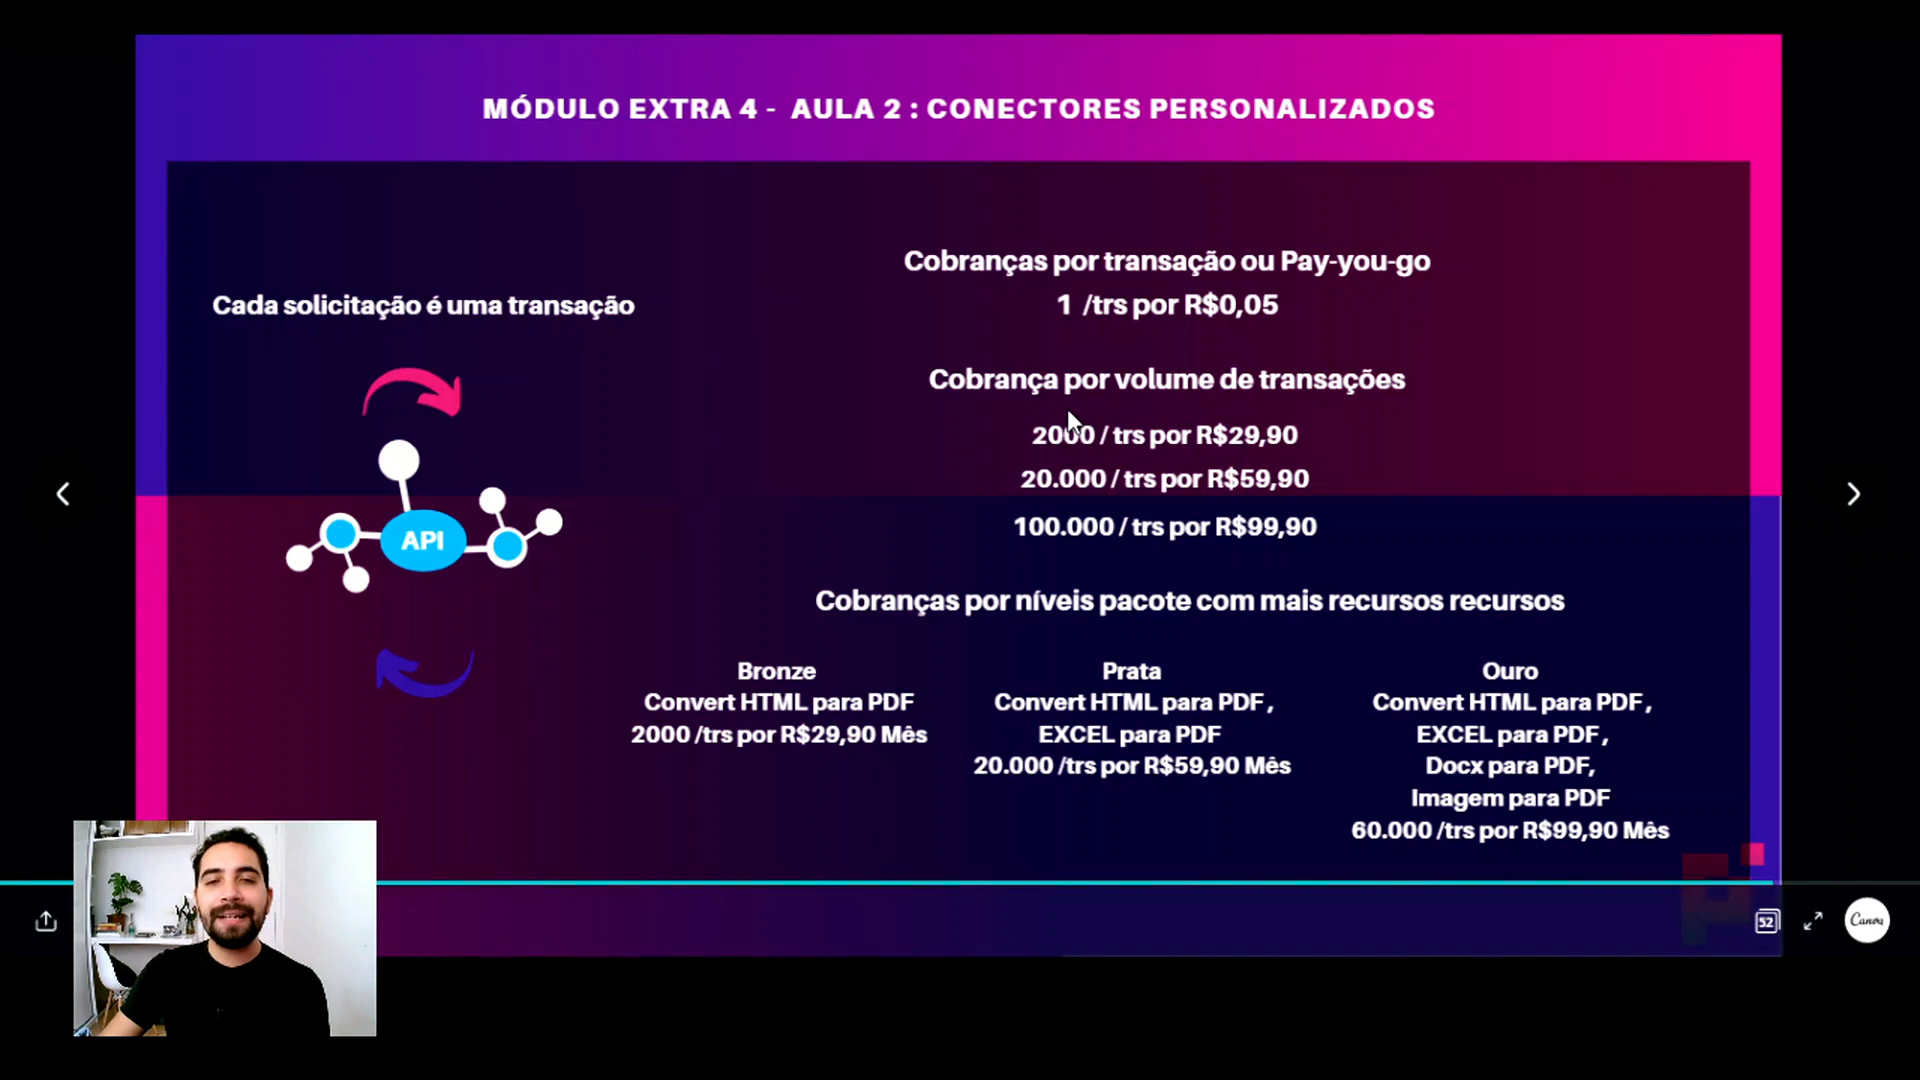 MÓDULO EXTRA 4 - AULA 2 : CONECTORES PERSONALIZADOS
Cada solicitação é uma transação
API
Cobranças por transação ou Pay-you-go
1 /trs por R$0,05
Cobrança por volume de transações
2000 / trs por R$29,90
20.000 / trs por R$59,90
100.000 / trs por R$99,90
Cobranças por níveis pacote com mais recursos recursos
Bronze
Convert HTML para PDF
2000 /trs por R$29,90 Mês
Prata
Convert HTML para PDF ,
EXCEL para PDF
20.000 /trs por R$59,90 Mês
Ouro
Convert HTML para PDF ,
EXCEL para PDF ,
Docx para PDF,
Imagem para PDF
60.000 /trs por R$99,90 Mês
52
Canva